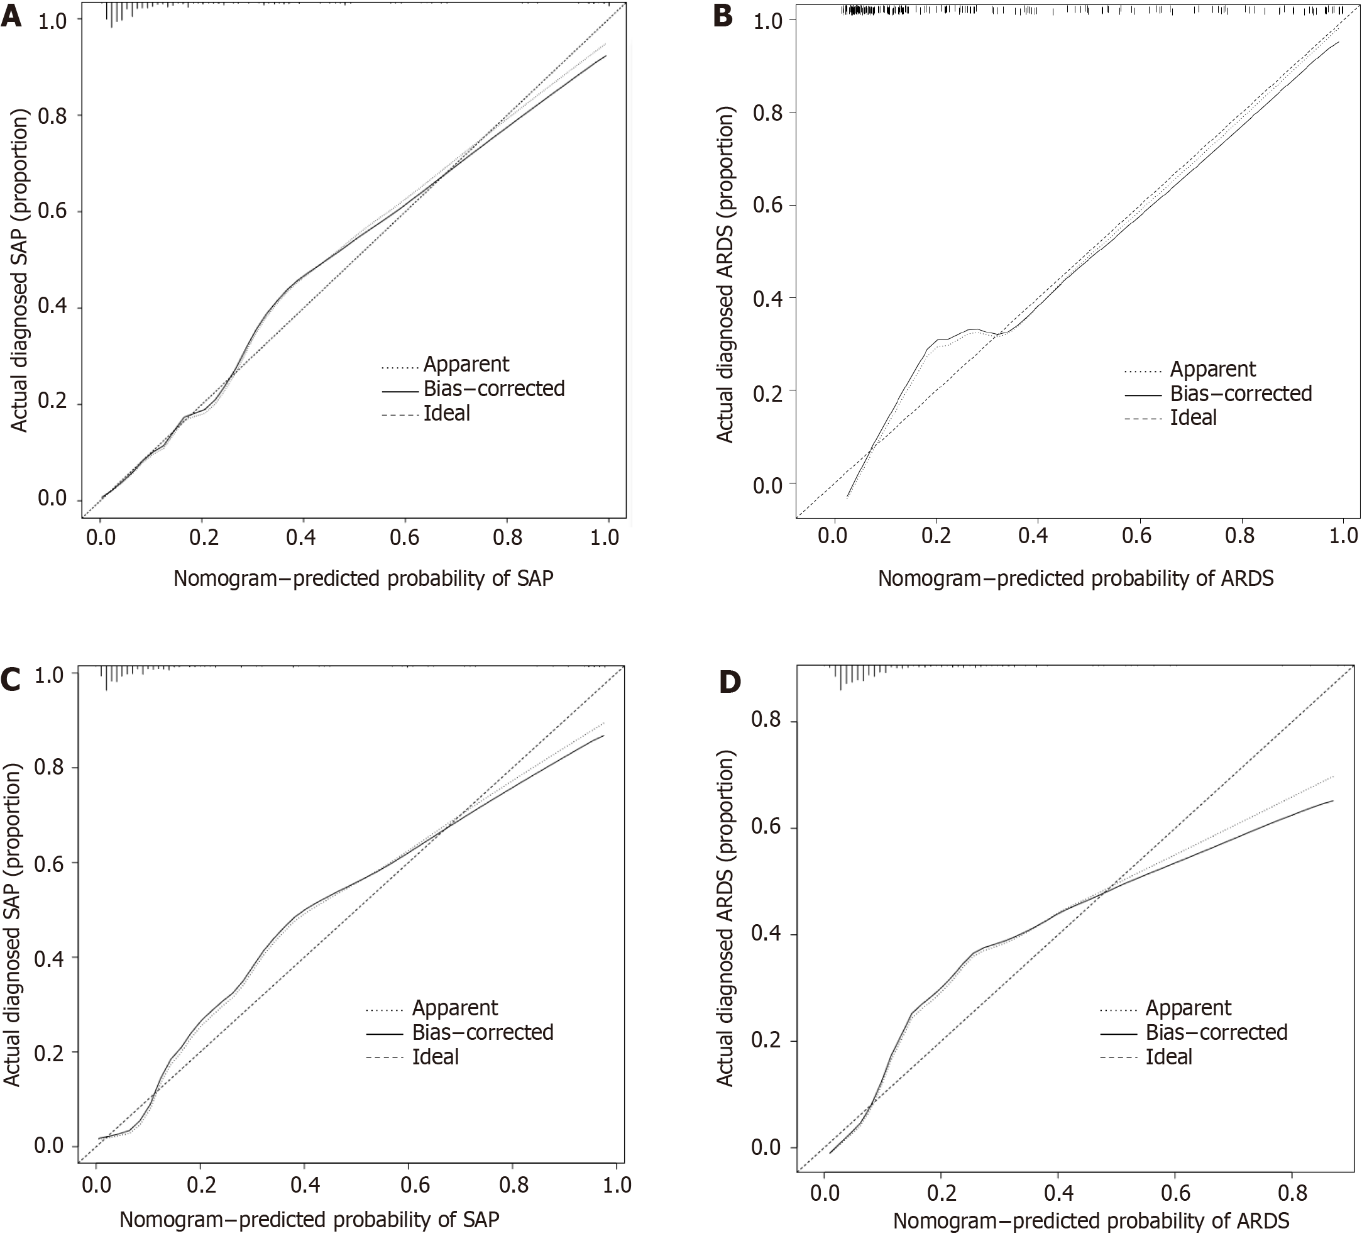 A
Actual diagnosed SAP (proportion)
1.0
0.8
0.6
0.4
0.2
0.0
Apparent
Bias−corrected
Ideal
0.0 0.2 0.4 0.6 0.8 1.0
Nomogram−predicted probability of SAP
B
Actual diagnosed ARDS (proportion)
1.0
0.8
0.6
0.4
0.2
0.0
Apparent
Bias−corrected
Ideal
0.0 0.2 0.4 0.6 0.8 1.0
Nomogram−predicted probability of ARDS
C
Actual diagnosed SAP (proportion)
1.0
0.8
0.6
0.4
0.2
0.0
Apparent
Bias−corrected
Ideal
0.0 0.2 0.4 0.6 0.8 1.0
Nomogram−predicted probability of SAP
D
Actual diagnosed ARDS (proportion)
0.8
0.6
0.4
0.2
0.0
Apparent
Bias−corrected
Ideal
0.0 0.2 0.4 0.6 0.8
Nomogram−predicted probability of ARDS